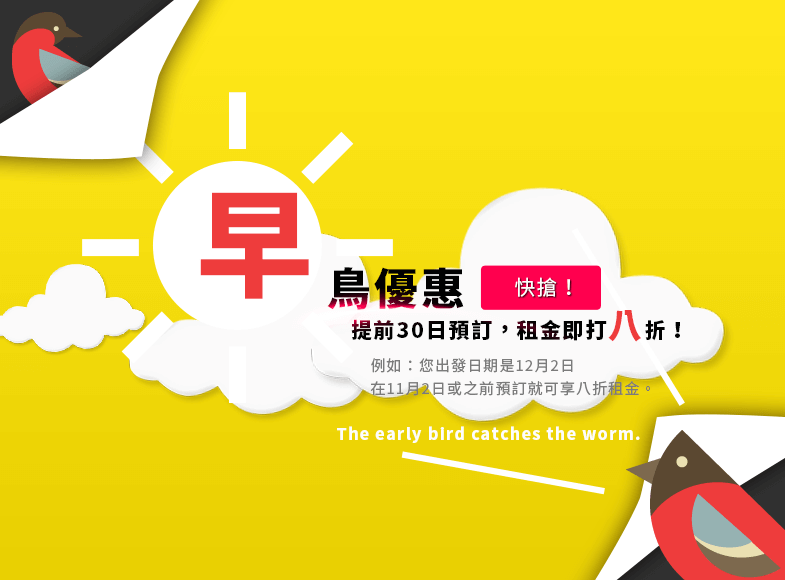 早鳥優惠 快搶！
提前30日預訂，租金即打八折！
例如：您出發日期是12月2日
在11月2日或之前預訂就可享八折租金。
The early bird catches the worm.